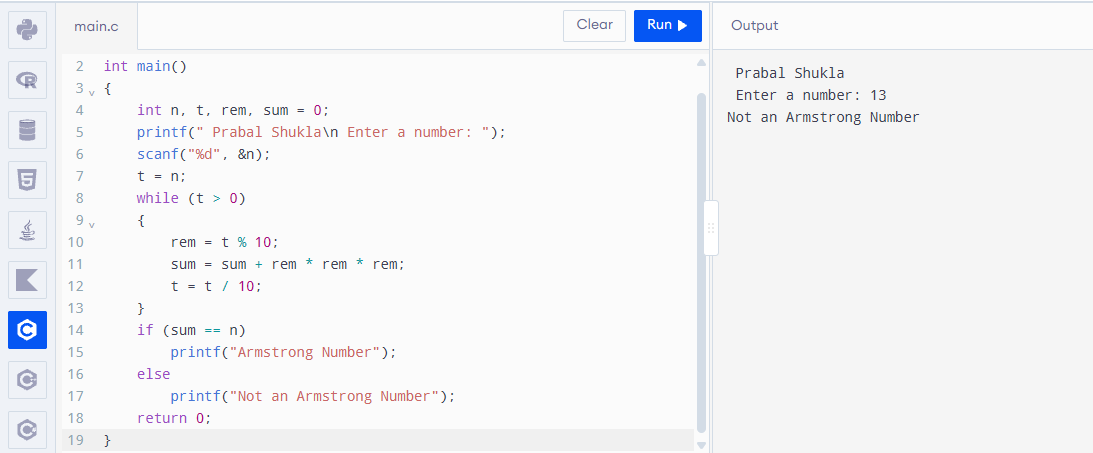 main.c
Clear
Run
Output
2 int main()
3 {
4 int n, t, rem, sum = 0;
5 printf(" Prabal Shukla\n Enter a number: ");
6 scanf("%d", &n);
7 t = n;
8 while (t > 0)
9 {
10 rem = t % 10;
11 sum = sum + rem * rem * rem;
12 t = t / 10;
13 }
14 if (sum == n)
15 printf("Armstrong Number");
16 else
17 printf("Not an Armstrong Number");
18 return 0;
19 }
Prabal Shukla
Enter a number: 13
Not an Armstrong Number